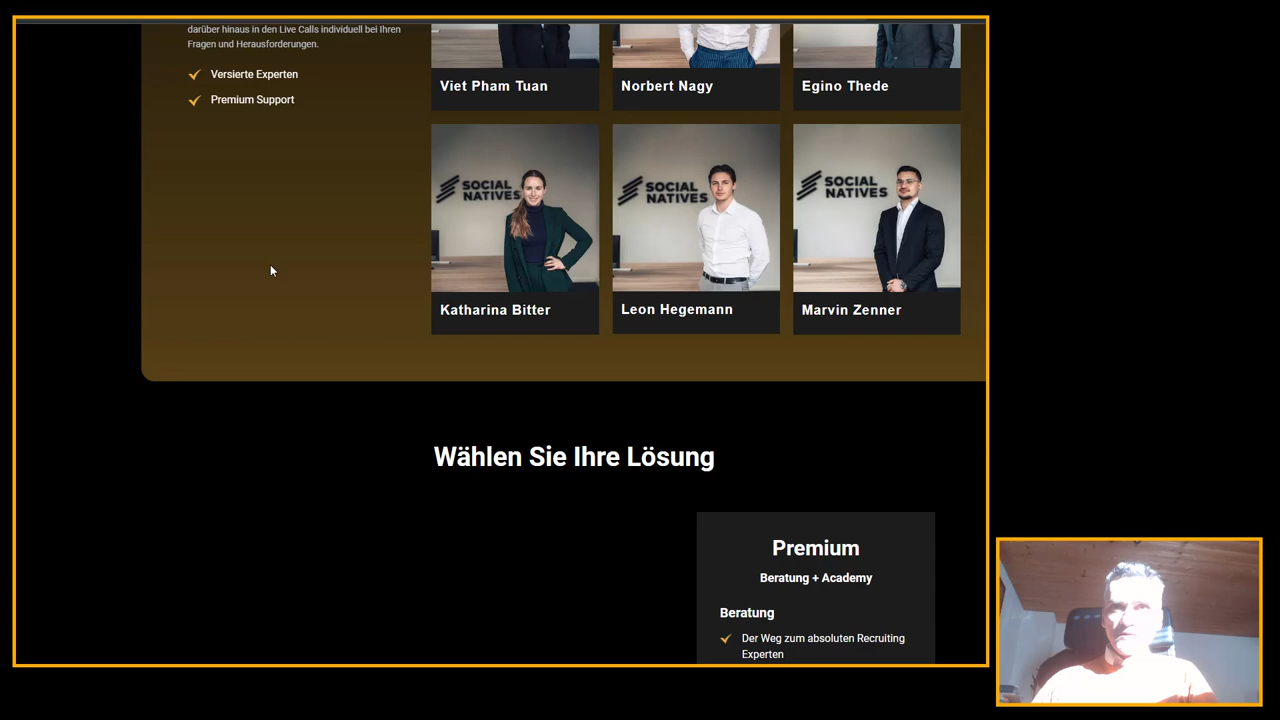 darüber hinaus in den Live Calls individuell bei Ihren
Fragen und Herausforderungen.
Versierte Experten
Premium Support
Viet Pham Tuan
Norbert Nagy
Egino Thede
SOCIAL
NATIVES
SOCIAL
NATIVES
SOCIAL
NATIVES
Katharina Bitter
Leon Hegemann
Marvin Zenner
Wählen Sie Ihre Lösung
Premium
Beratung + Academy
Beratung
Der Weg zum absoluten Recruiting
Experten